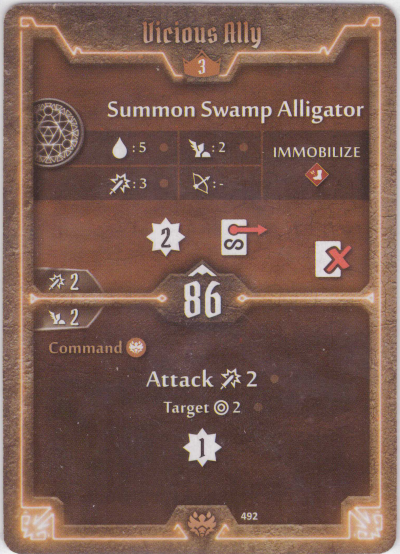 Vicious Ally
3
Summon Swamp Alligator
: 5 : 2 IMMOBILIZE
: 3 : -
2
2
86
2
Command
Attack 2
Target 2
1
492